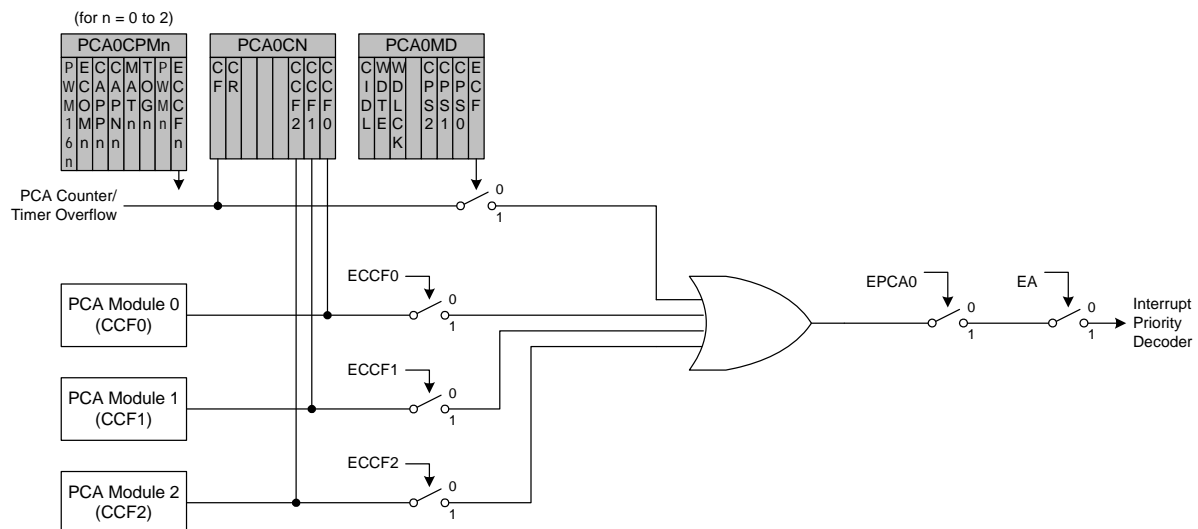 (for n = 0 to 2)
PCA0CPMn
PCA0CN
PCA0MD
PWM16n
ECOMn
CAPPn
CAPNn
MATn
TOGn
PWMn
ECCFn
CF
CR
CCF2
CCF1
CCF0
CIDL
WDTE
WDLCK
CPS2
CPS1
CPS0
ECF
PCA Counter/
Timer Overflow
0
1
PCA Module 0
(CCF0)
ECCF0
0
1
EPCA0
0
1
EA
0
1
Interrupt
Priority
Decoder
PCA Module 1
(CCF1)
ECCF1
0
1
PCA Module 2
(CCF2)
ECCF2
0
1